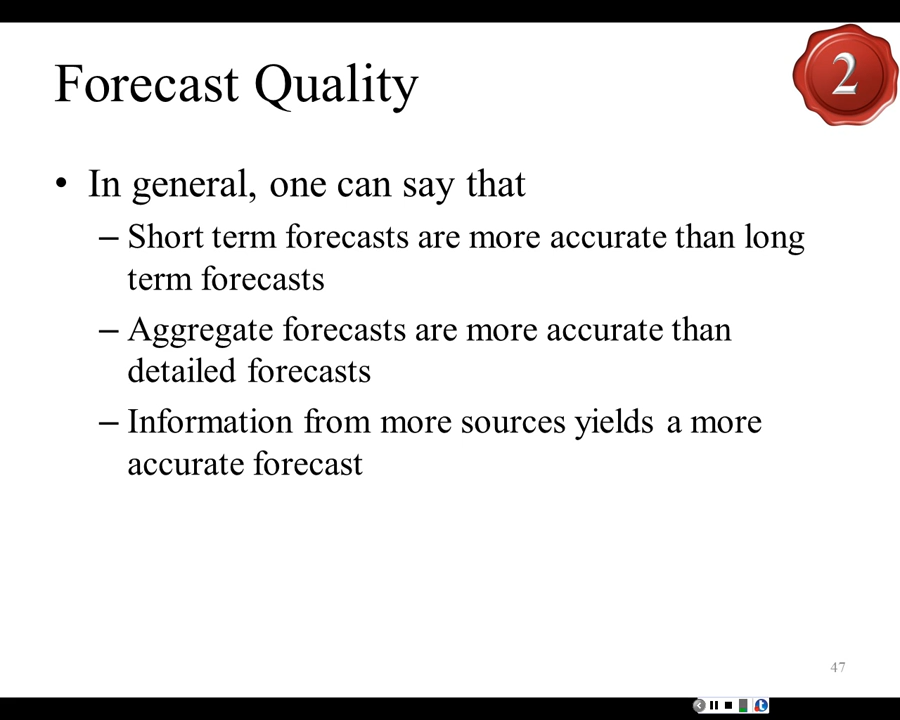 Forecast Quality
2
• In general, one can say that
– Short term forecasts are more accurate than long
term forecasts
– Aggregate forecasts are more accurate than
detailed forecasts
– Information from more sources yields a more
accurate forecast
47